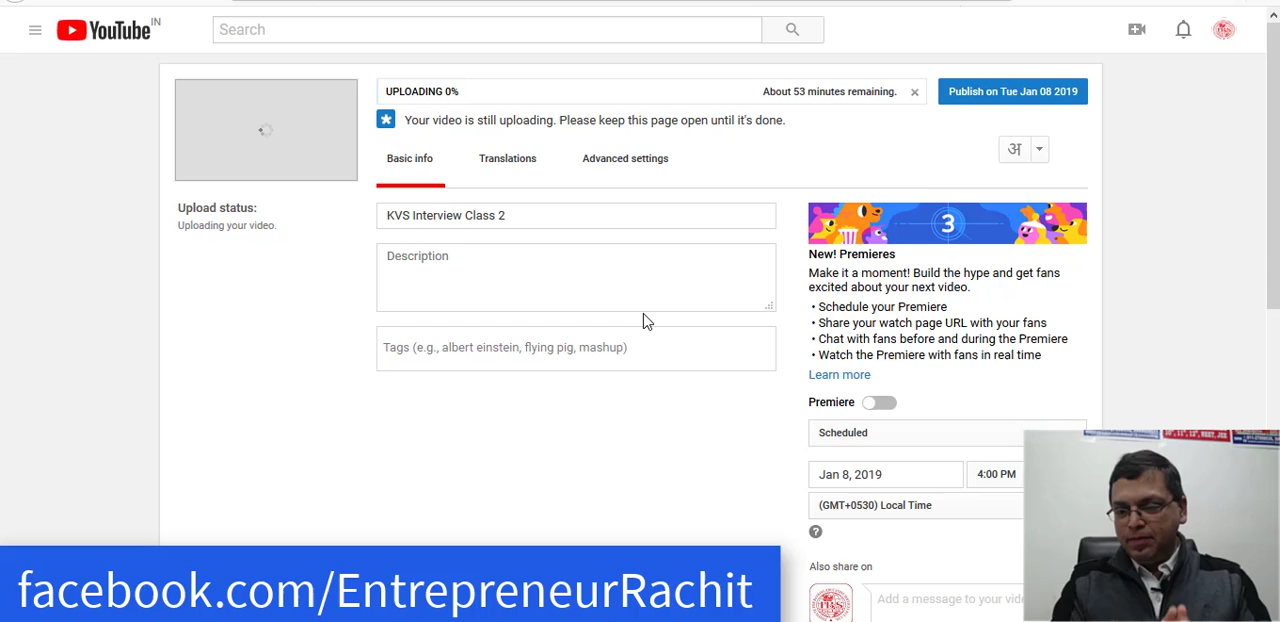 YouTube IN
Search
UPLOADING 0%
About 53 minutes remaining.
Publish on Tue Jan 08 2019
Your video is still uploading. Please keep this page open until it's done.
Basic info
Translations
Advanced settings
अ
Upload status:
Uploading your video.
KVS Interview Class 2
Description
Tags (e.g., albert einstein, flying pig, mashup)
3
New! Premieres
Make it a moment! Build the hype and get fans
excited about your next video.
• Schedule your Premiere
• Share your watch page URL with your fans
• Chat with fans before and during the Premiere
• Watch the Premiere with fans in real time
Learn more
Premiere
Scheduled
Jan 8, 2019
4:00 PM
(GMT+0530) Local Time
?
Also share on
Add a message to your
facebook.com/EntrepreneurRachit